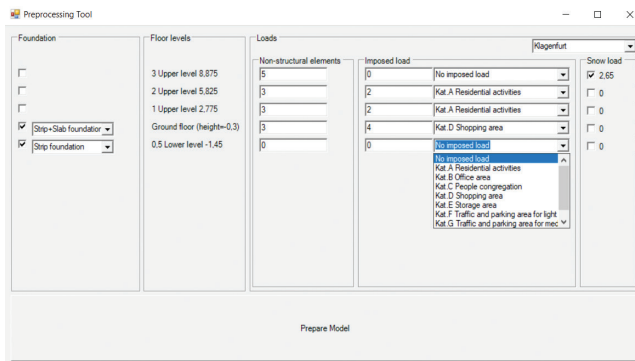 Preprocessing Tool
Foundation
Floor levels
Loads
Klagenfurt
Non-structural elements
Imposed load
Snow load
3 Upper level 8,875
5
0
No imposed load
2,65
2 Upper level 5,825
3
2
Kat.A Residential activities
0
1 Upper level 2,775
3
2
Kat.A Residential activities
0
Strip+Slab foundation
Ground floor (height=-0,3)
3
4
Kat.D Shopping area
0
Strip foundation
0,5 Lower level -1,45
0
0
No imposed load
0
No imposed load
Kat.A Residential activities
Kat.B Office area
Kat.C People congregation
Kat.D Shopping area
Kat.E Storage area
Kat.F Traffic and parking area for light
Kat.G Traffic and parking area for mec
Prepare Model